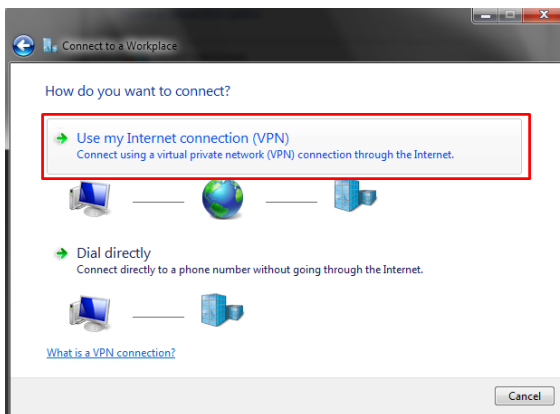 Connect to a Workplace
How do you want to connect?
Use my Internet connection (VPN)
Connect using a virtual private network (VPN) connection through the Internet.
Dial directly
Connect directly to a phone number without going through the Internet.
What is a VPN connection?
Cancel